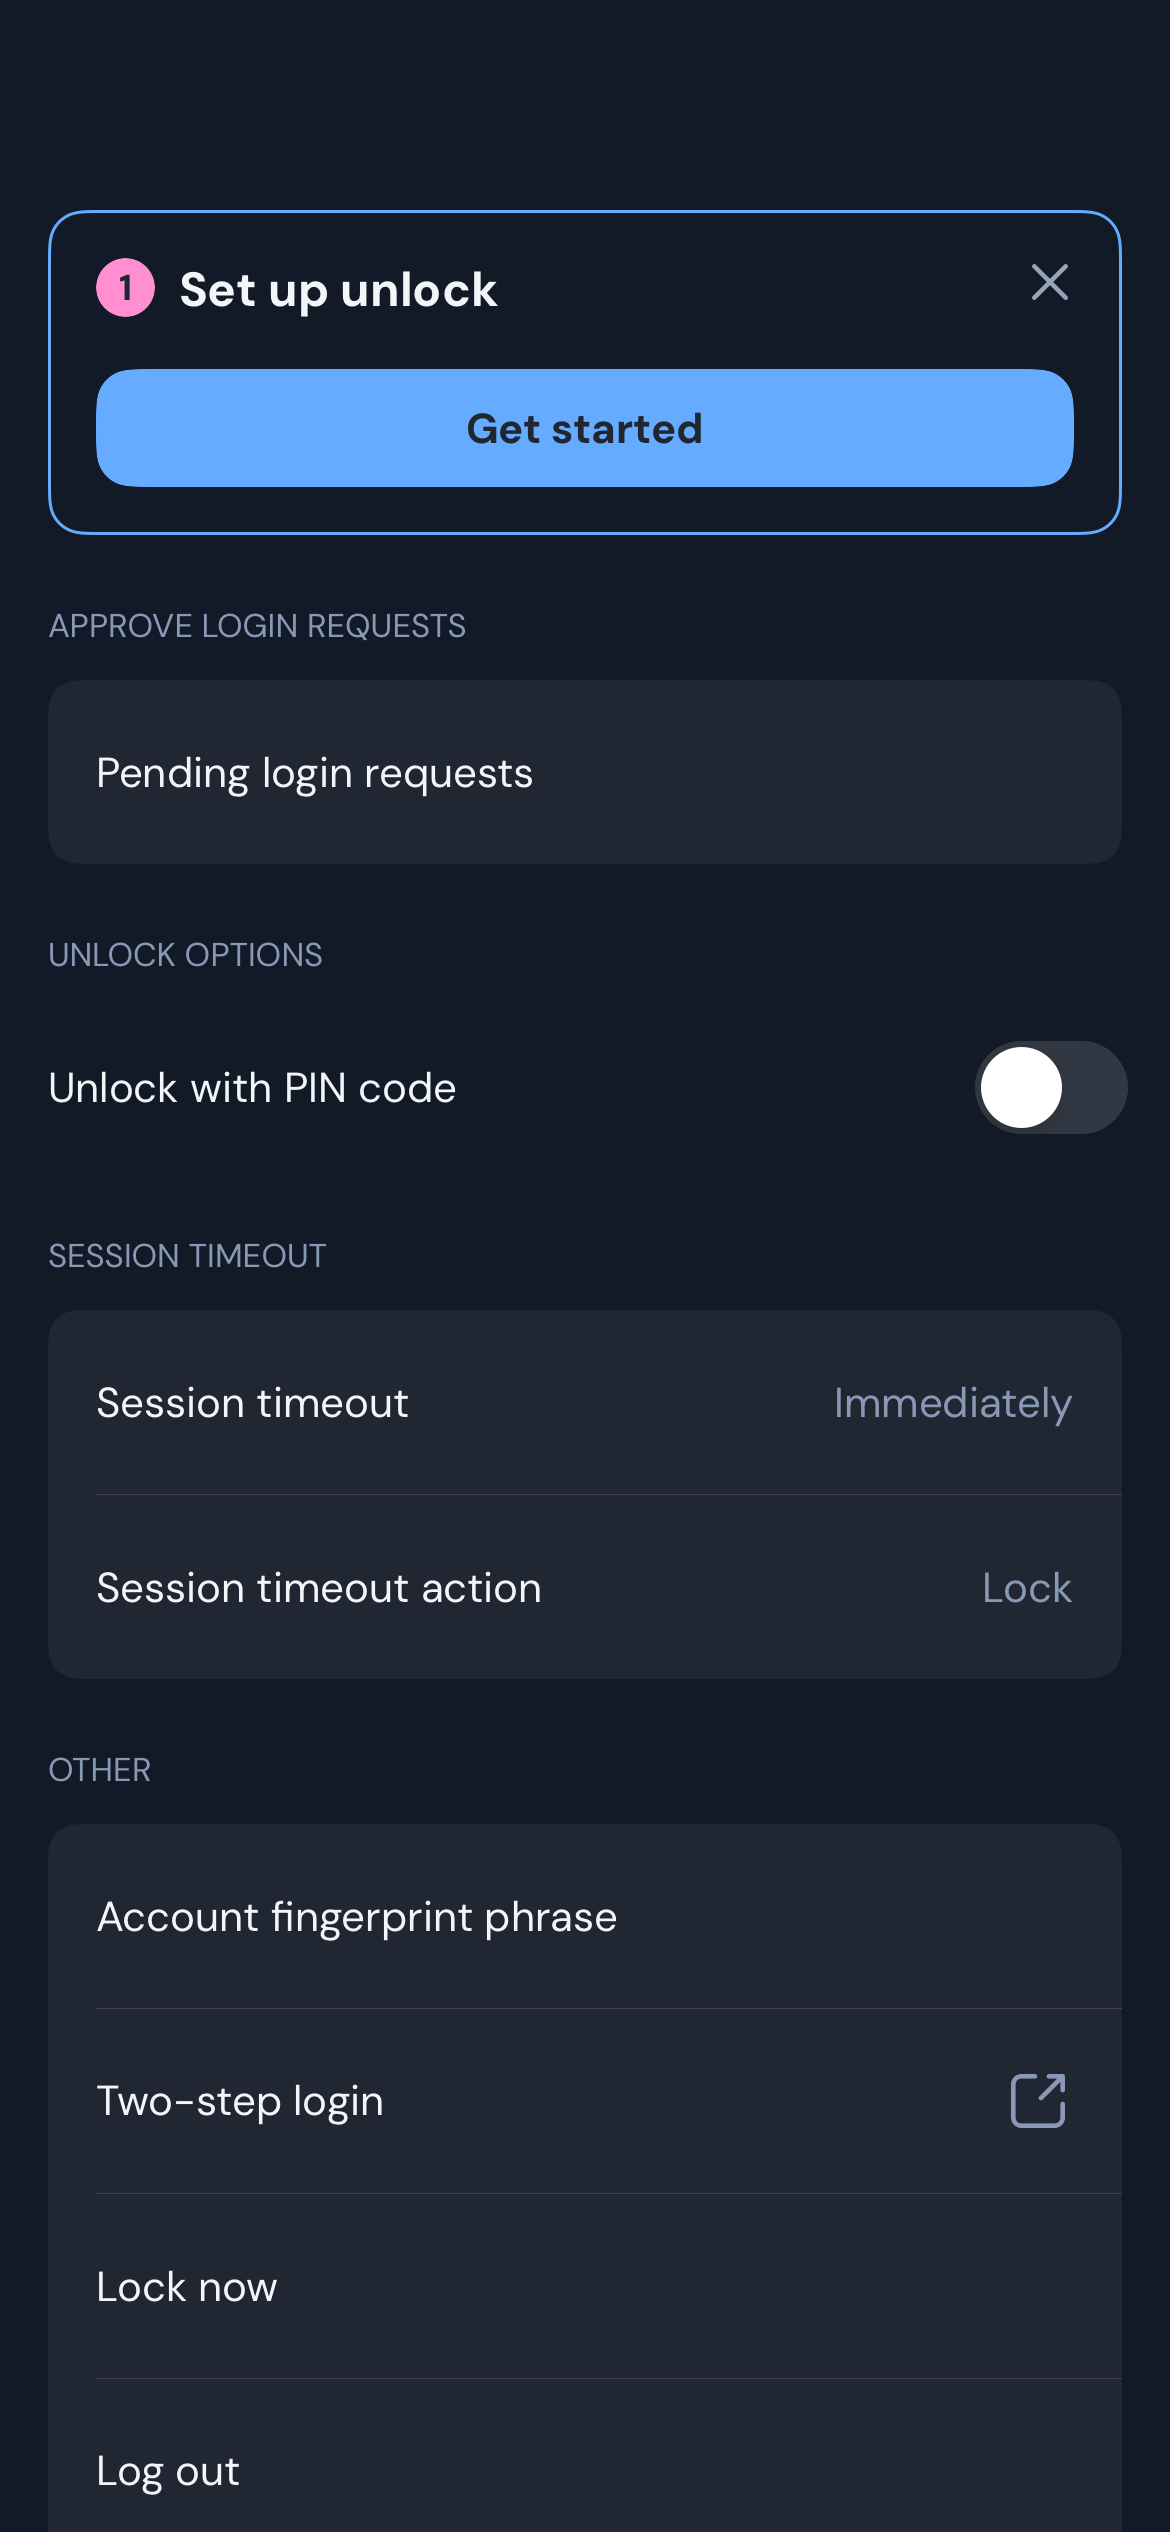 1 Set up unlock
Get started
APPROVE LOGIN REQUESTS
Pending login requests
UNLOCK OPTIONS
Unlock with PIN code
SESSION TIMEOUT
Session timeout Immediately
Session timeout action Lock
OTHER
Account fingerprint phrase
Two-step login
Lock now
Log out